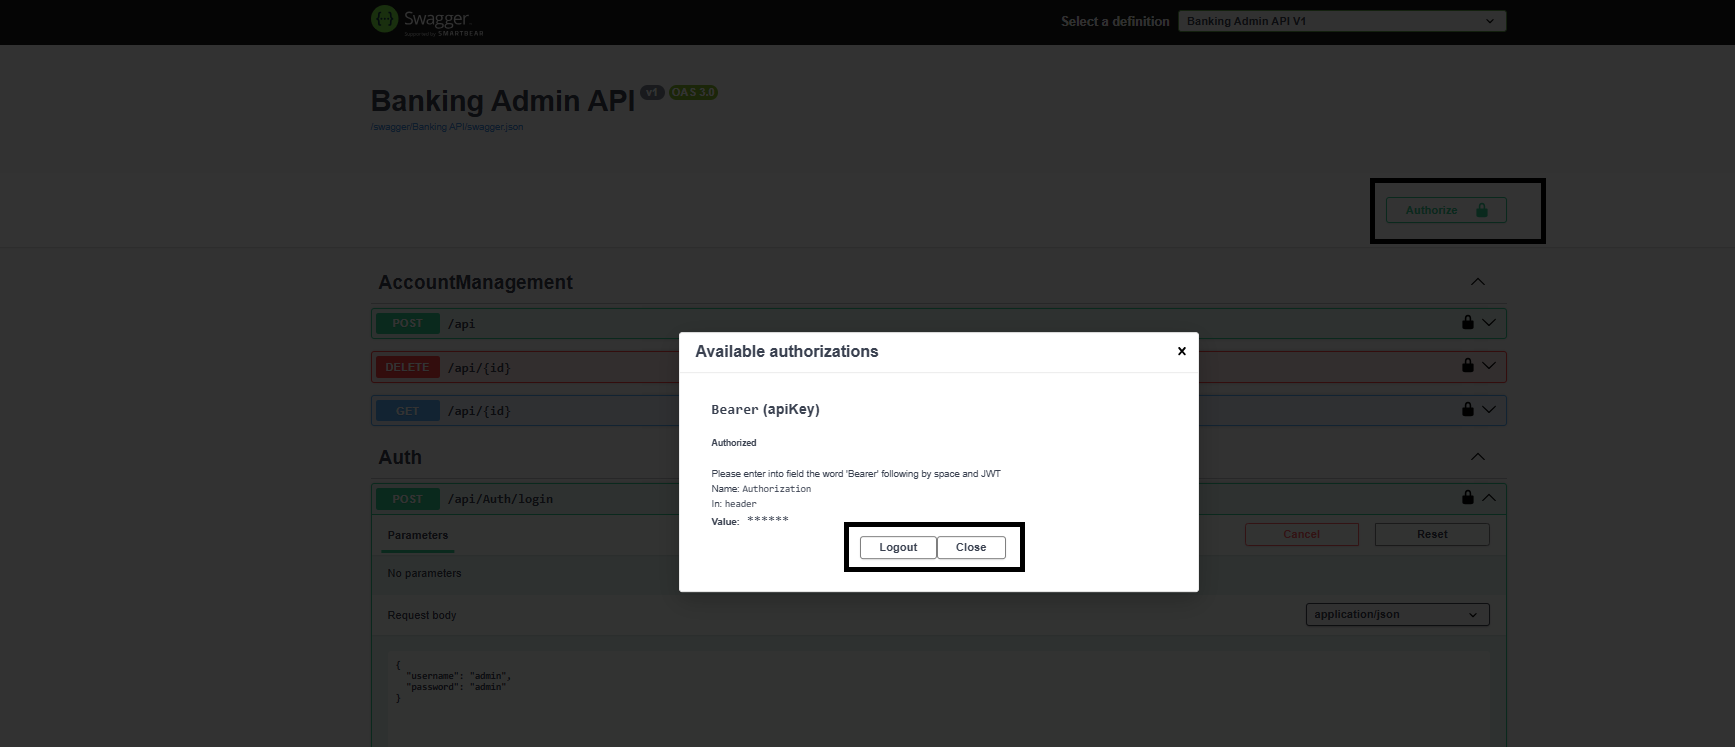 Swagger
Supported by SMARTBEAR
Select a definition
Banking Admin API V1
Banking Admin API v1 OAS 3.0
/swagger/Banking API/swagger.json
Authorize
AccountManagement
POST /api
DELETE /api/{id}
GET /api/{id}
Auth
POST /api/Auth/login
Parameters
Cancel
Reset
No parameters
Request body
application/json
{
"username": "admin",
"password": "admin"
}
Available authorizations
×
Bearer (apiKey)
Authorized
Please enter into field the word 'Bearer' following by space and JWT
Name: Authorization
In: header
Value: ******
Logout
Close